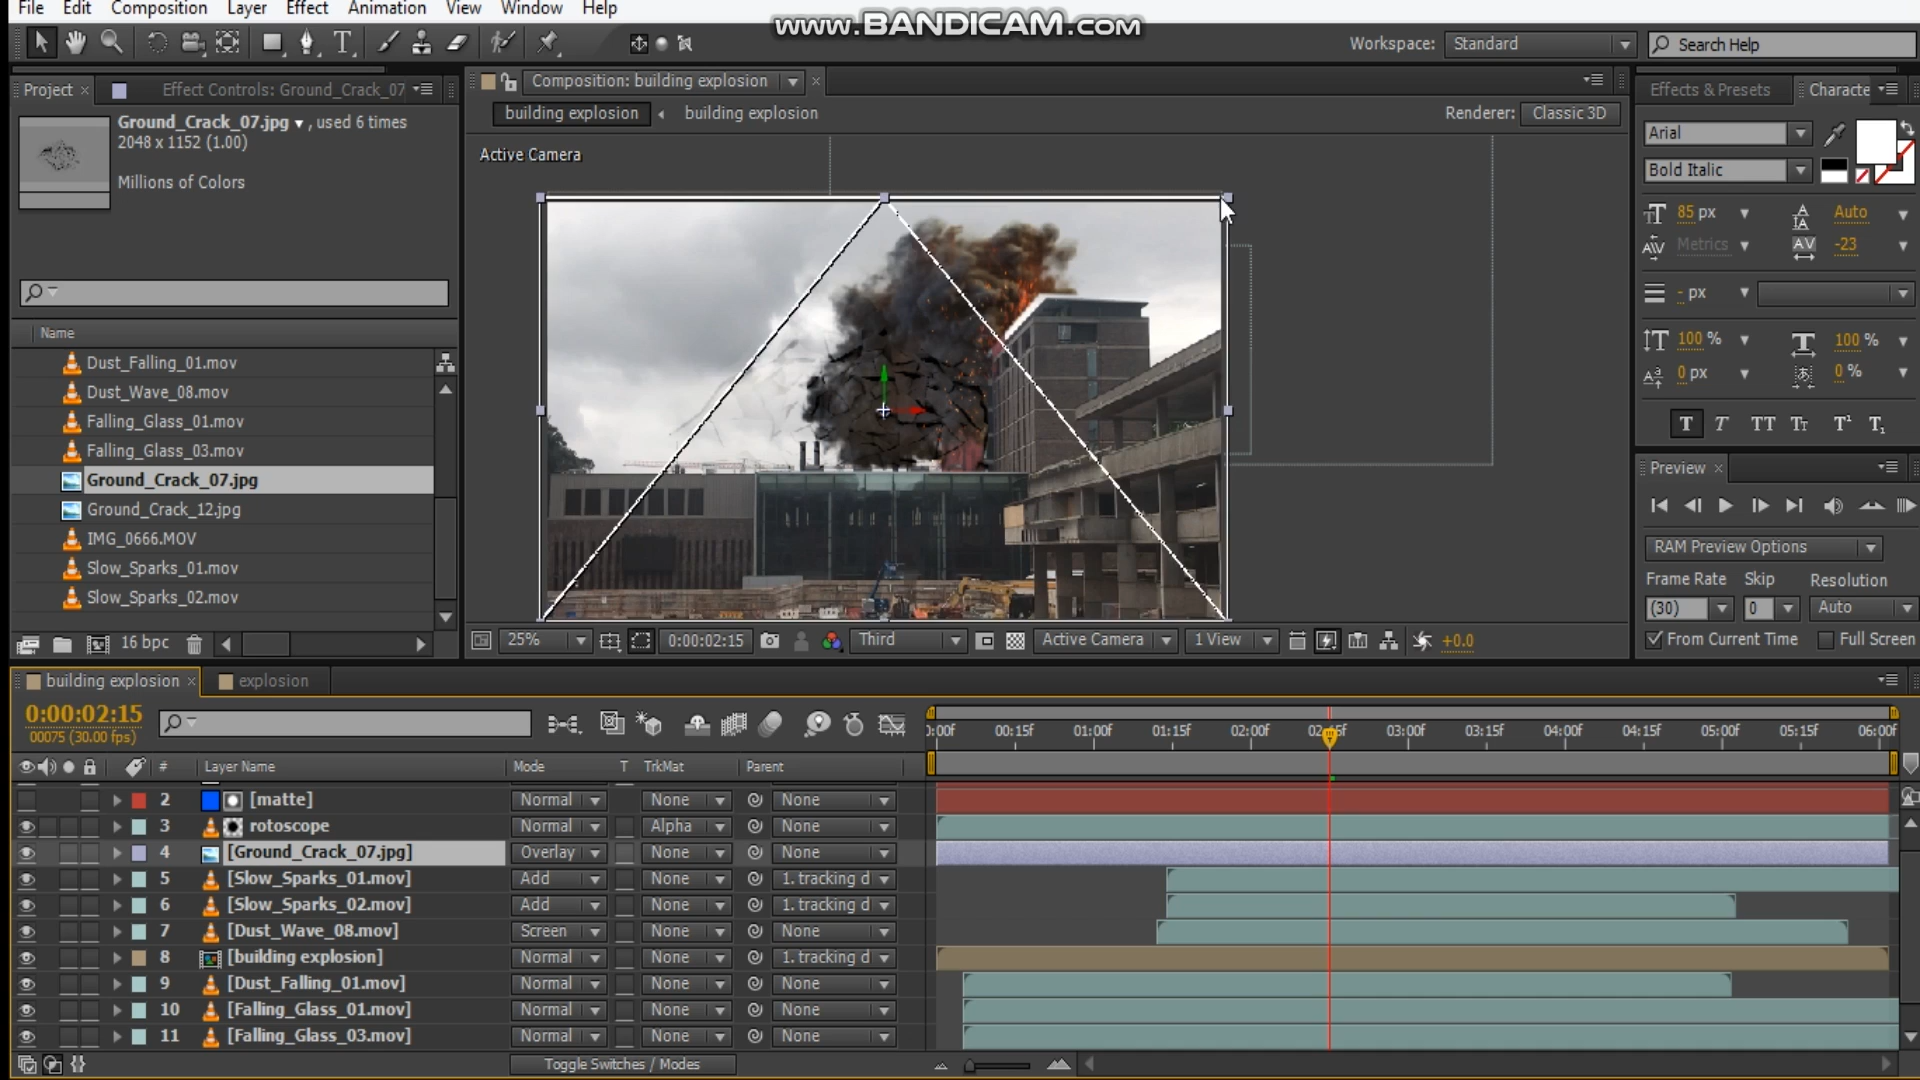 File Edit Composition Layer Effect Animation View Window Help
www.BANDICAM.com
Workspace: Standard Search Help
Project Effect Controls: Ground_Crack_07
Composition: building explosion
Effects & Presets Characte
Ground_Crack_07.jpg , used 6 times
2048 x 1152 (1.00)
Millions of Colors
building explosion building explosion
Renderer: Classic 3D
Active Camera
Arial
Bold Italic
85 px Auto
Metrics -23
- px
100 % 100 %
0 px 0 %
T T TT Tr T¹ T,
Name
Dust_Falling_01.mov
Dust_Wave_08.mov
Falling_Glass_01.mov
Falling_Glass_03.mov
Ground_Crack_07.jpg
Ground_Crack_12.jpg
IMG_0666.MOV
Slow_Sparks_01.mov
Slow_Sparks_02.mov
16 bpc
25% 0:00:02:15 Third Active Camera 1 View +0.0
Preview
RAM Preview Options
Frame Rate Skip Resolution
(30) 0 Auto
From Current Time Full Screen
building explosion explosion
0:00:02:15
00075 (30.00 fps)
0:00f 00:15f 01:00f 01:15f 02:00f 02:15f 03:00f 03:15f 04:00f 04:15f 05:00f 05:15f 06:00f
# Layer Name Mode T TrkMat Parent
2 [matte] Normal None None
3 rotoscope Normal Alpha None
4 [Ground_Crack_07.jpg] Overlay None None
5 [Slow_Sparks_01.mov] Add None 1. tracking d
6 [Slow_Sparks_02.mov] Add None 1. tracking d
7 [Dust_Wave_08.mov] Screen None None
8 [building explosion] Normal None 1. tracking d
9 [Dust_Falling_01.mov] Normal None None
10 [Falling_Glass_01.mov] Normal None None
11 [Falling_Glass_03.mov] Normal None None
Toggle Switches / Modes